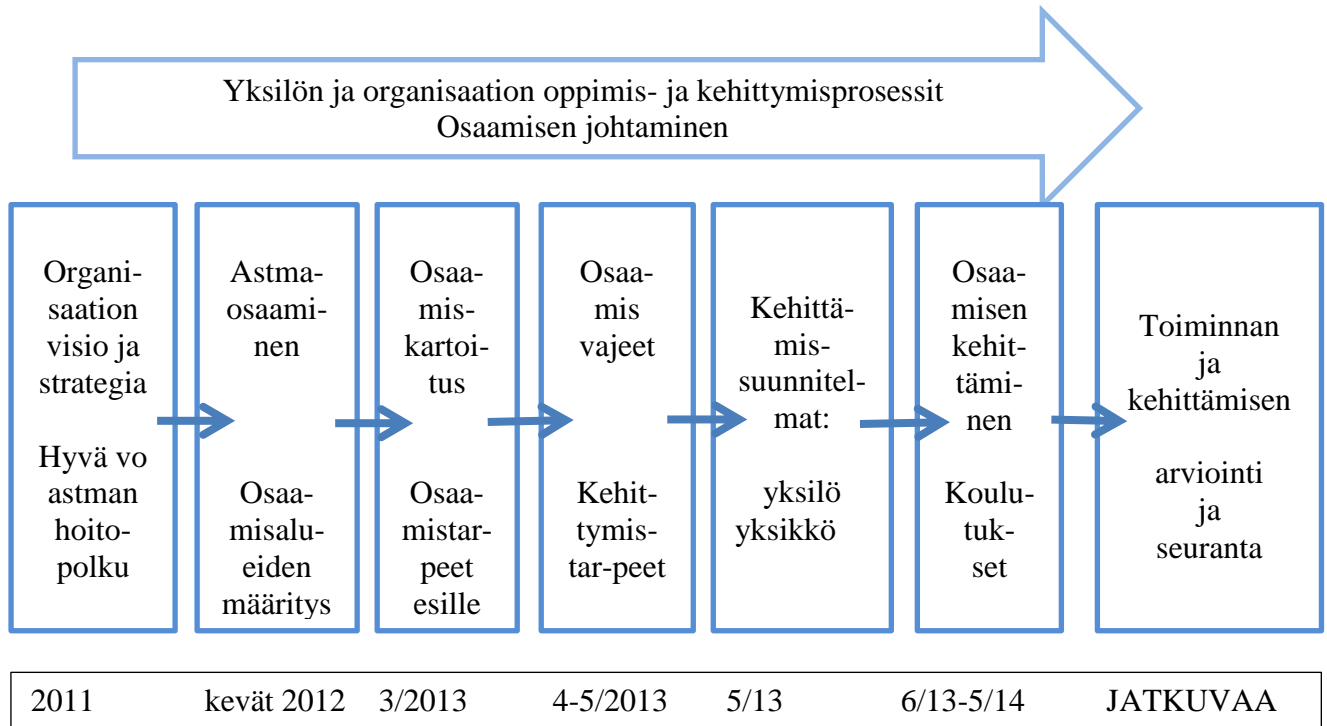 Yksilön ja organisaation oppimis- ja kehittymisprosessit
Osaamisen johtaminen
Organi-
saation
visio ja
strategia
Hyvä vo
astman
hoito-
polku
Astma-
osaami-
nen
Osaa-
misalu-
eiden
määritys
Osaa-
mis-
kartoi-
tus
Osaa-
mistar-
peet
esille
Osaa-
mis
vajeet
Kehit-
tymis-
tar-peet
Kehittä-
mis-
suunnitel-
mat:
yksilö
yksikkö
Osaa-
misen
kehit-
tämi-
nen
Koulu-
tuk-
set
Toiminnan
ja
kehittämisen
arviointi
ja
seuranta
2011 kevät 2012 3/2013 4-5/2013 5/13 6/13-5/14 JATKUVAA